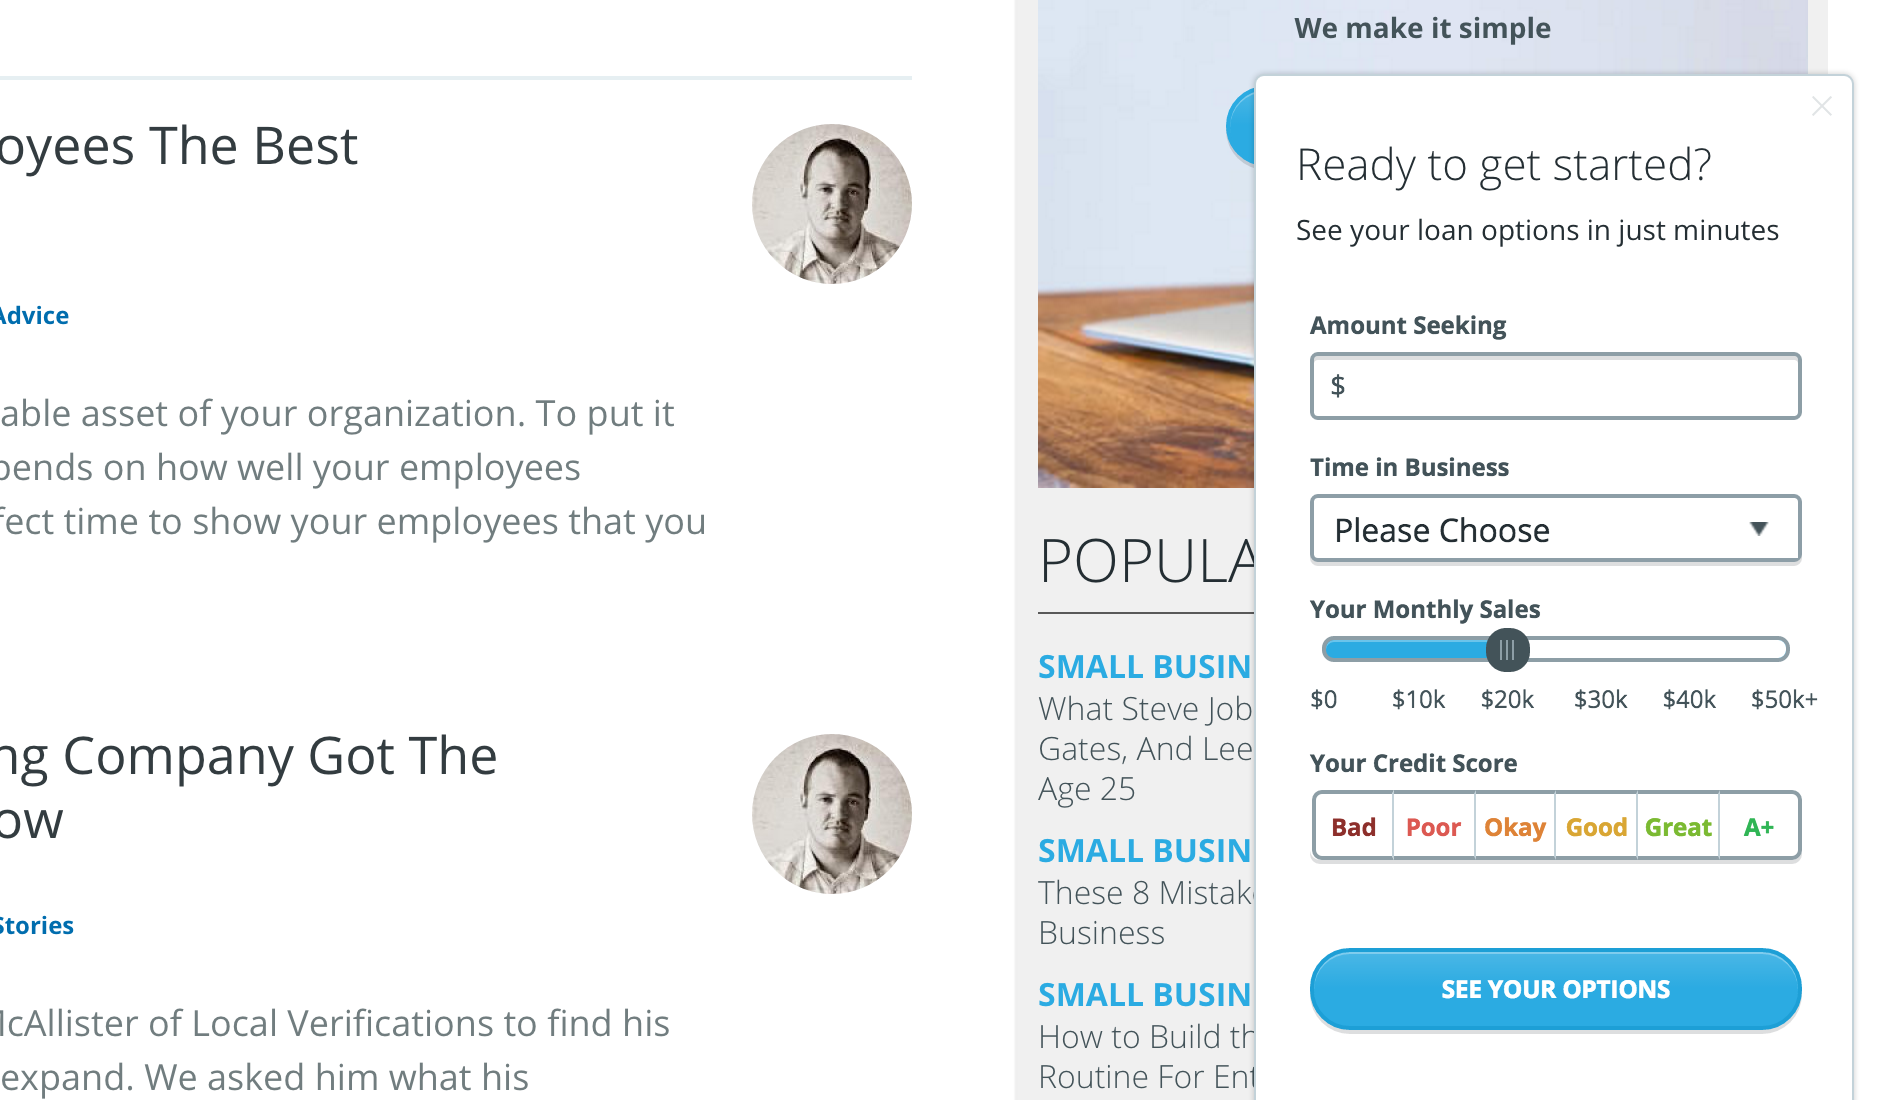 oyees The Best
Advice
able asset of your organization. To put it
pends on how well your employees
fect time to show your employees that you
ng Company Got The
ow
Stories
McAllister of Local Verifications to find his
expand. We asked him what his
We make it simple
POPULA
SMALL BUSIN
What Steve Job
Gates, And Lee
Age 25
SMALL BUSIN
These 8 Mistak
Business
SMALL BUSIN
How to Build th
Routine For Ent
Ready to get started?
See your loan options in just minutes
Amount Seeking
$
Time in Business
Please Choose
Your Monthly Sales
$0 $10k $20k $30k $40k $50k+
Your Credit Score
Bad Poor Okay Good Great A+
SEE YOUR OPTIONS